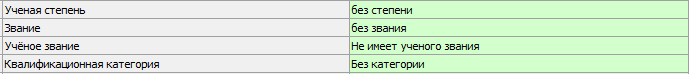 Ученая степень без степени
Звание без звания
Учёное звание Не имеет ученого звания
Квалификационная категория Без категории